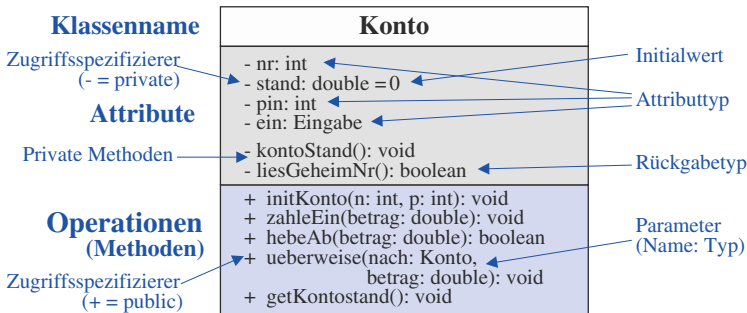 Klassenname
Konto
Zugriffsspezifizierer
(- = private)
Attribute
Private Methoden
- nr: int
- stand: double = 0
- pin: int
- ein: Eingabe
- kontoStand(): void
- liesGeheimNr(): boolean
Initialwert
Attributtyp
Rückgabetyp
Operationen
(Methoden)
Zugriffsspezifizierer
(+ = public)
+ initKonto(n: int, p: int): void
+ zahleEin(betrag: double): void
+ hebeAb(betrag: double): boolean
+ ueberweise(nach: Konto,
betrag: double): void
+ getKontostand(): void
Parameter
(Name: Typ)